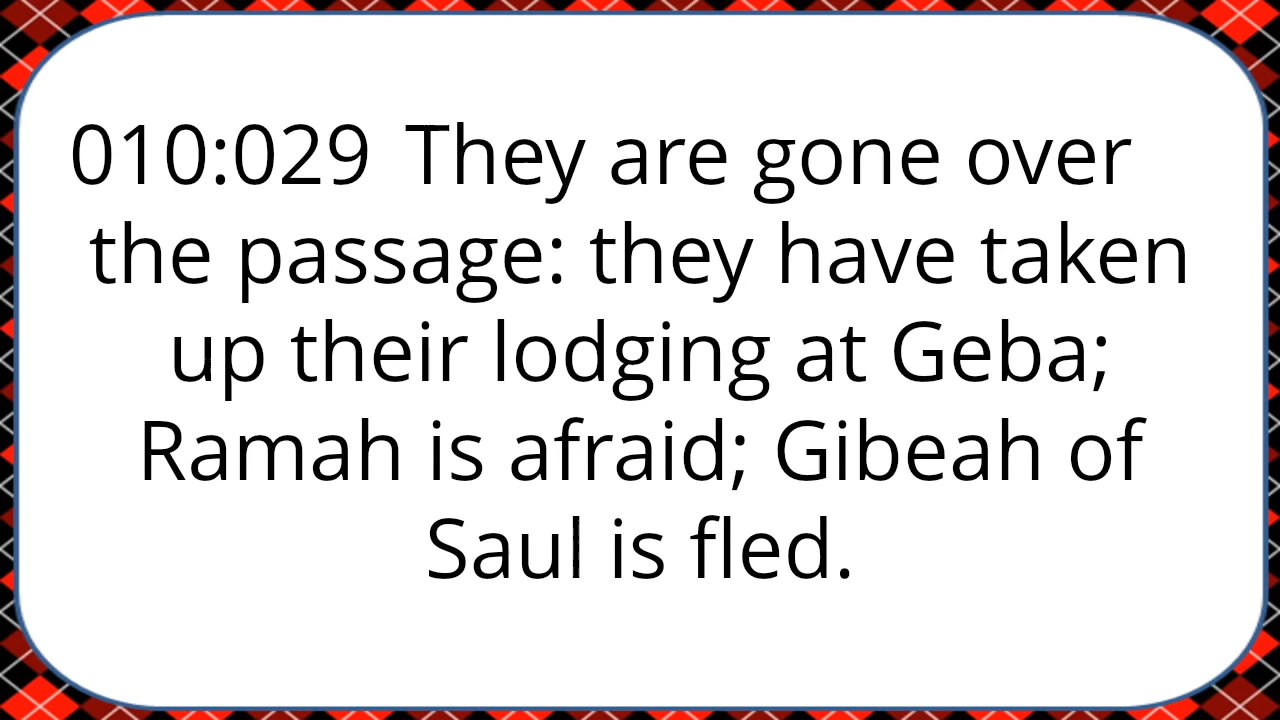 010:029 They are gone over
the passage: they have taken
up their lodging at Geba;
Ramah is afraid; Gibeah of
Saul is fled.